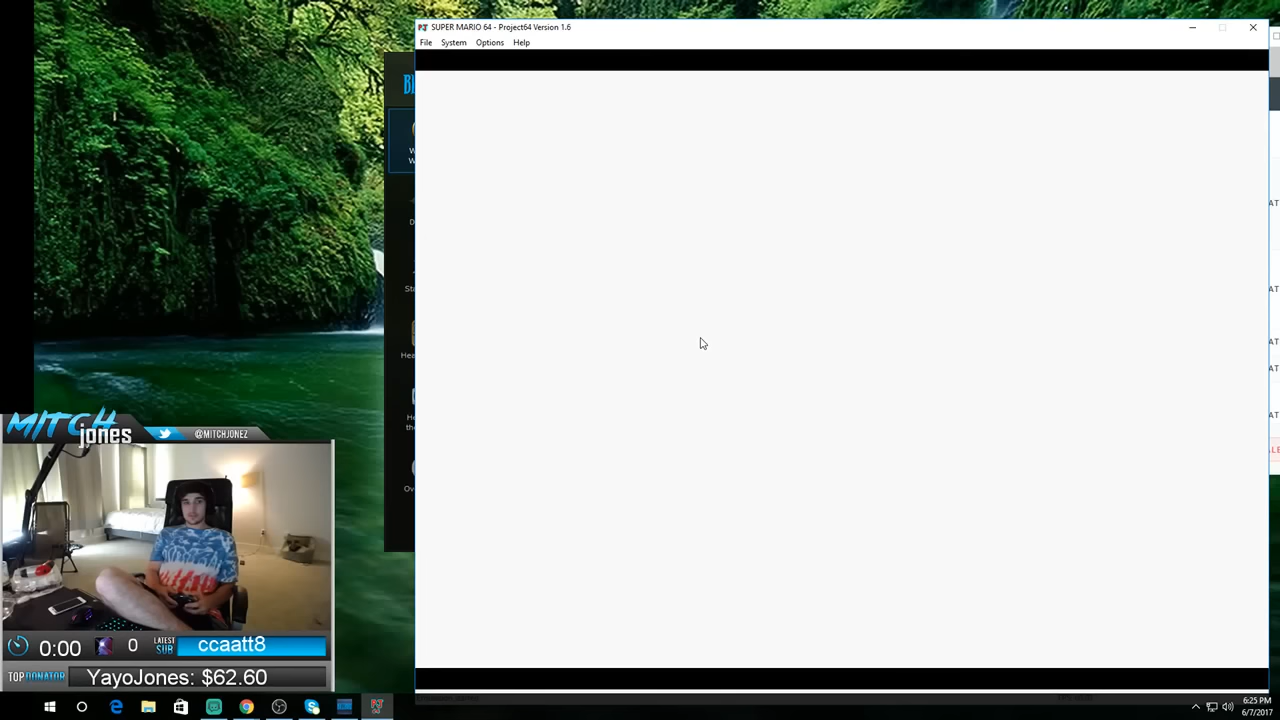 SUPER MARIO 64 - Project64 Version 1.6
File System Options Help
MITCH
jones
@MITCHJONEZ
0:00
0
LATEST
SUB
ccaatt8
TOP DONATOR
YayoJones: $62.60
6:25 PM
6/7/2017